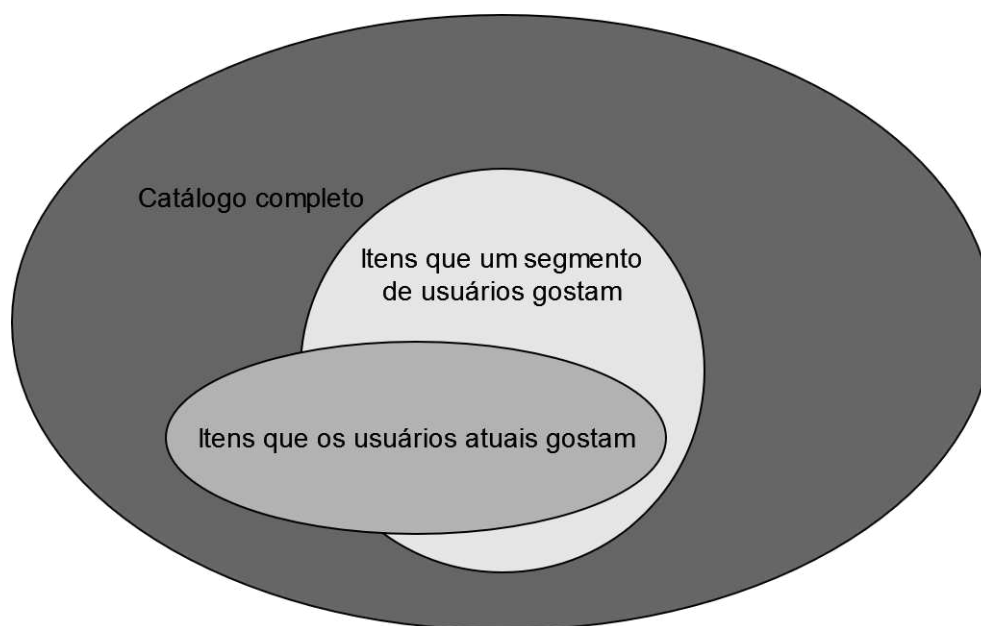 Catálogo completo
Itens que um segmento
de usuários gostam
Itens que os usuários atuais gostam